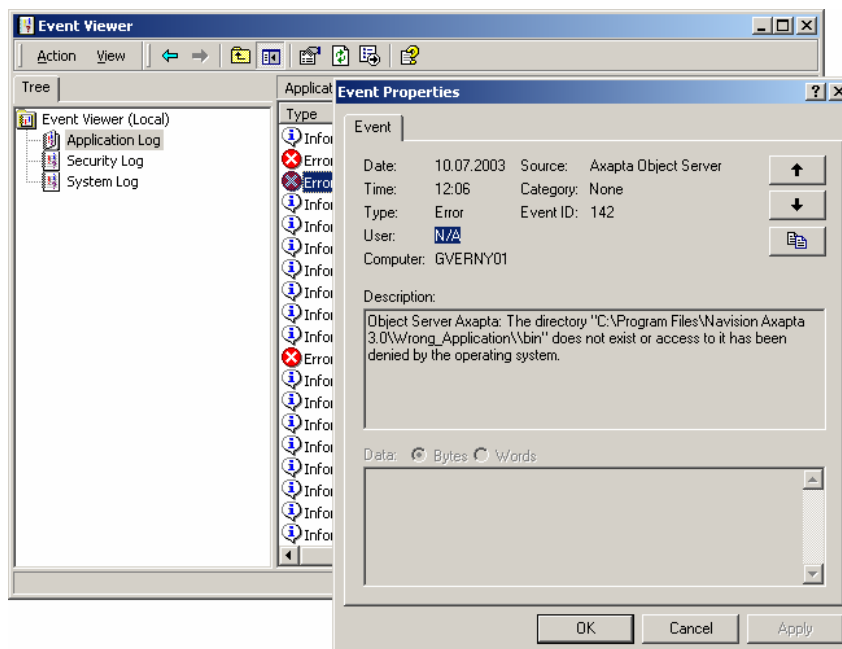 Event Viewer
Action View
Tree
Event Viewer (Local)
Application Log
Security Log
System Log
Applicat
Type
Infor
Error
Error
Infor
Infor
Infor
Infor
Infor
Infor
Infor
Error
Infor
Infor
Infor
Infor
Infor
Infor
Infor
Infor
Event Properties
Event
Date: 10.07.2003 Source: Axapta Object Server
Time: 12:06 Category: None
Type: Error Event ID: 142
User: N/A
Computer: GVERNY01
Description:
Object Server Axapta: The directory "C:\Program Files\Navision Axapta
3.0\Wrong_Application\\bin" does not exist or access to it has been
denied by the operating system.
Data: Bytes Words
OK Cancel Apply